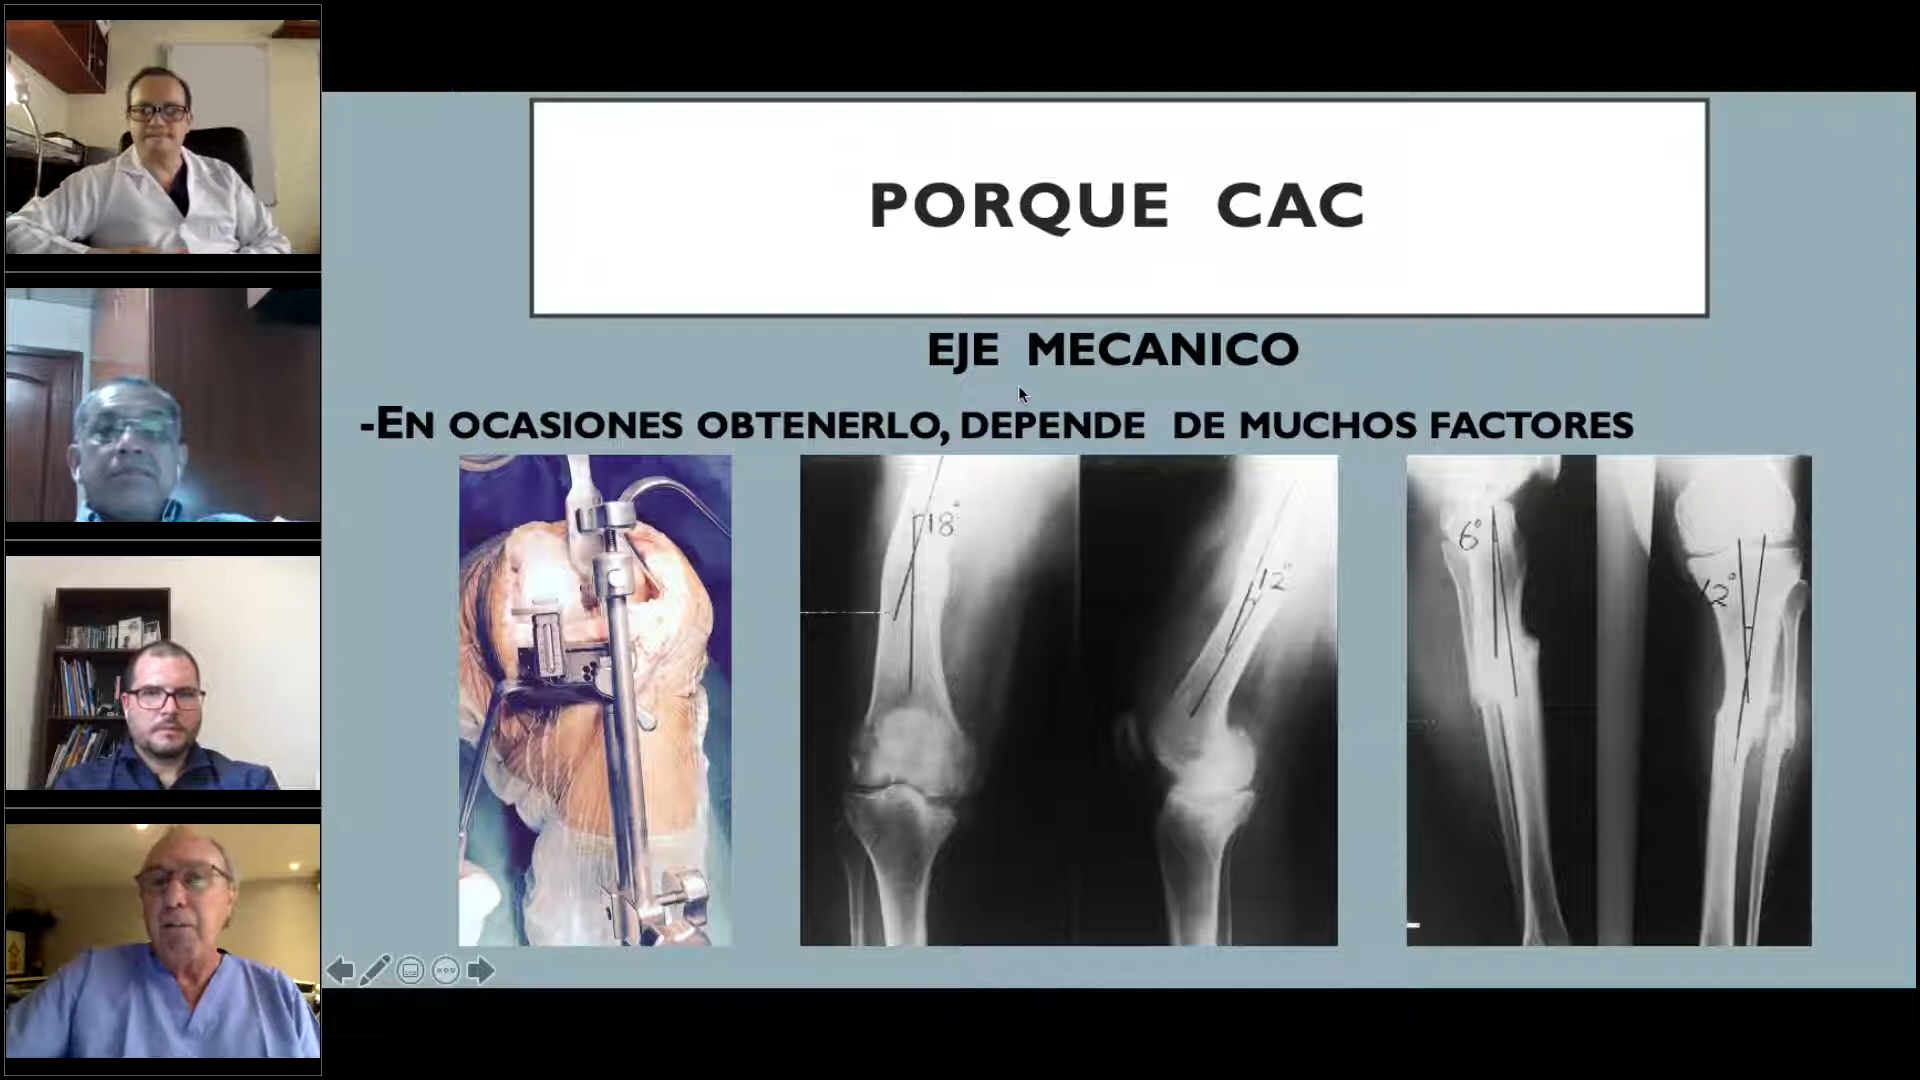 PORQUE CAC
EJE MECANICO
-EN OCASIONES OBTENERLO, DEPENDE DE MUCHOS FACTORES
18°
12°
6°
12°